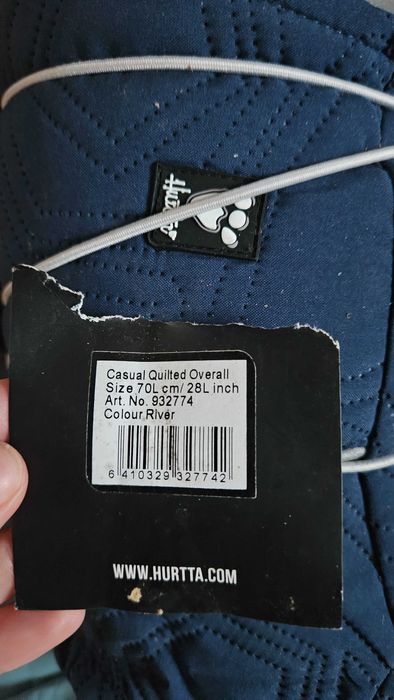 Hurtta
Casual Quilted Overall
Size 70L cm/ 28L inch
Art. No. 932774
Colour River
6 410329 327742
WWW.HURTTA.COM